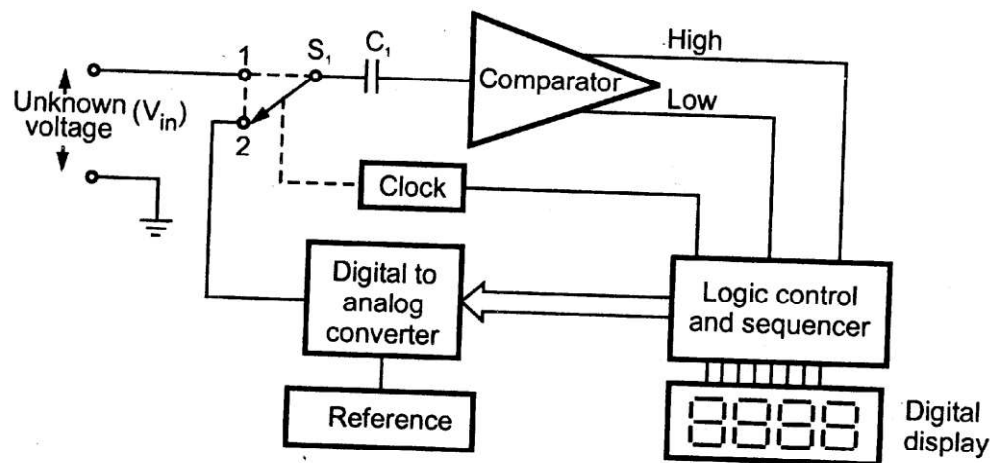 1
S₁
C₁
High
Comparator
Low
Unknown (Vin)
voltage
2
Clock
Digital to
analog
converter
Logic control
and sequencer
Reference
8888
Digital
display